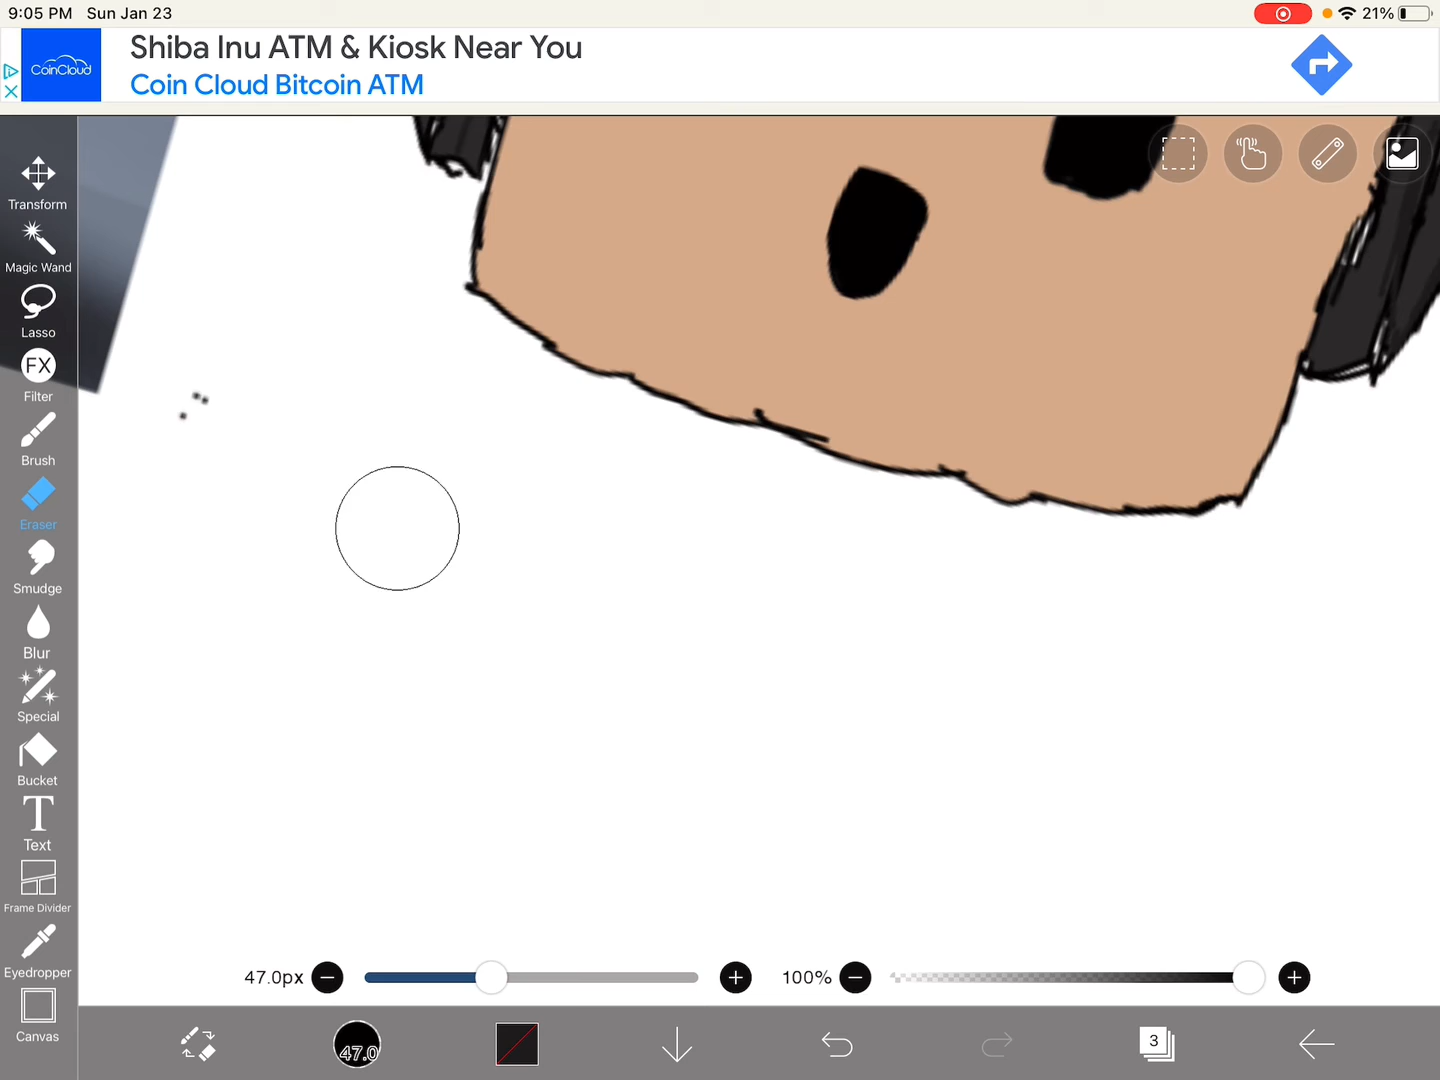 9:05 PM Sun Jan 23
21%
CoinCloud
Shiba Inu ATM & Kiosk Near You
Coin Cloud Bitcoin ATM
Transform
Magic Wand
Lasso
FX
Filter
Brush
Eraser
Smudge
Blur
Special
Bucket
T
Text
Frame Divider
Eyedropper
Canvas
47.0px
100%
47.0
3